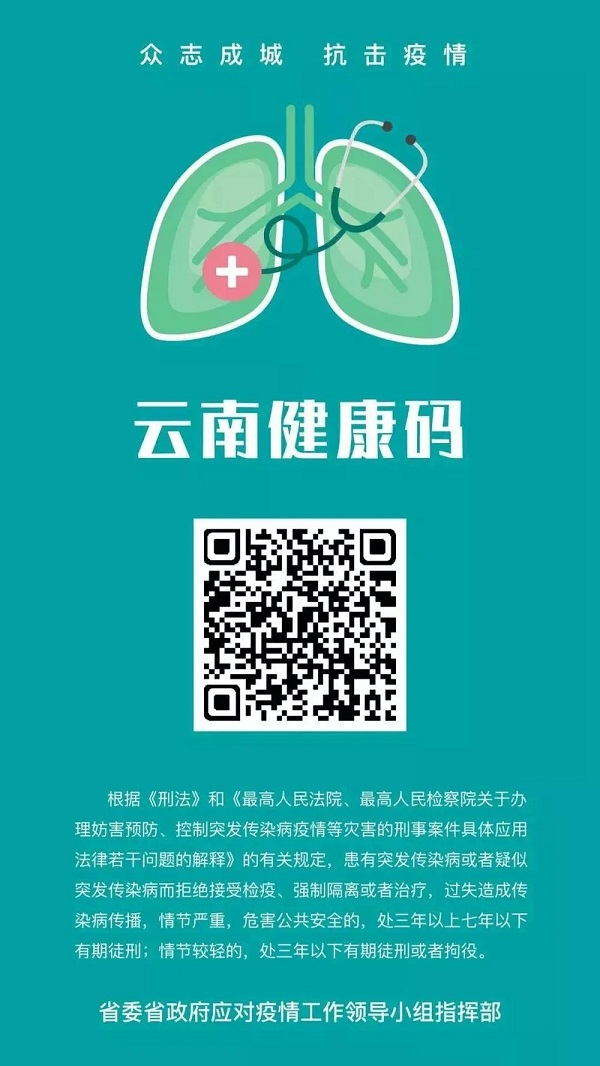 众志成城 抗击疫情
云南健康码
根据《刑法》和《最高人民法院、最高人民检察院关于办
理妨害预防、控制突发传染病疫情等灾害的刑事案件具体应用
法律若干问题的解释》的有关规定，患有突发传染病或者疑似
突发传染病而拒绝接受检疫、强制隔离或者治疗，过失造成传
染病传播，情节严重，危害公共安全的，处三年以上七年以下
有期徒刑；情节较轻的，处三年以下有期徒刑或者拘役。
省委省政府应对疫情工作领导小组指挥部